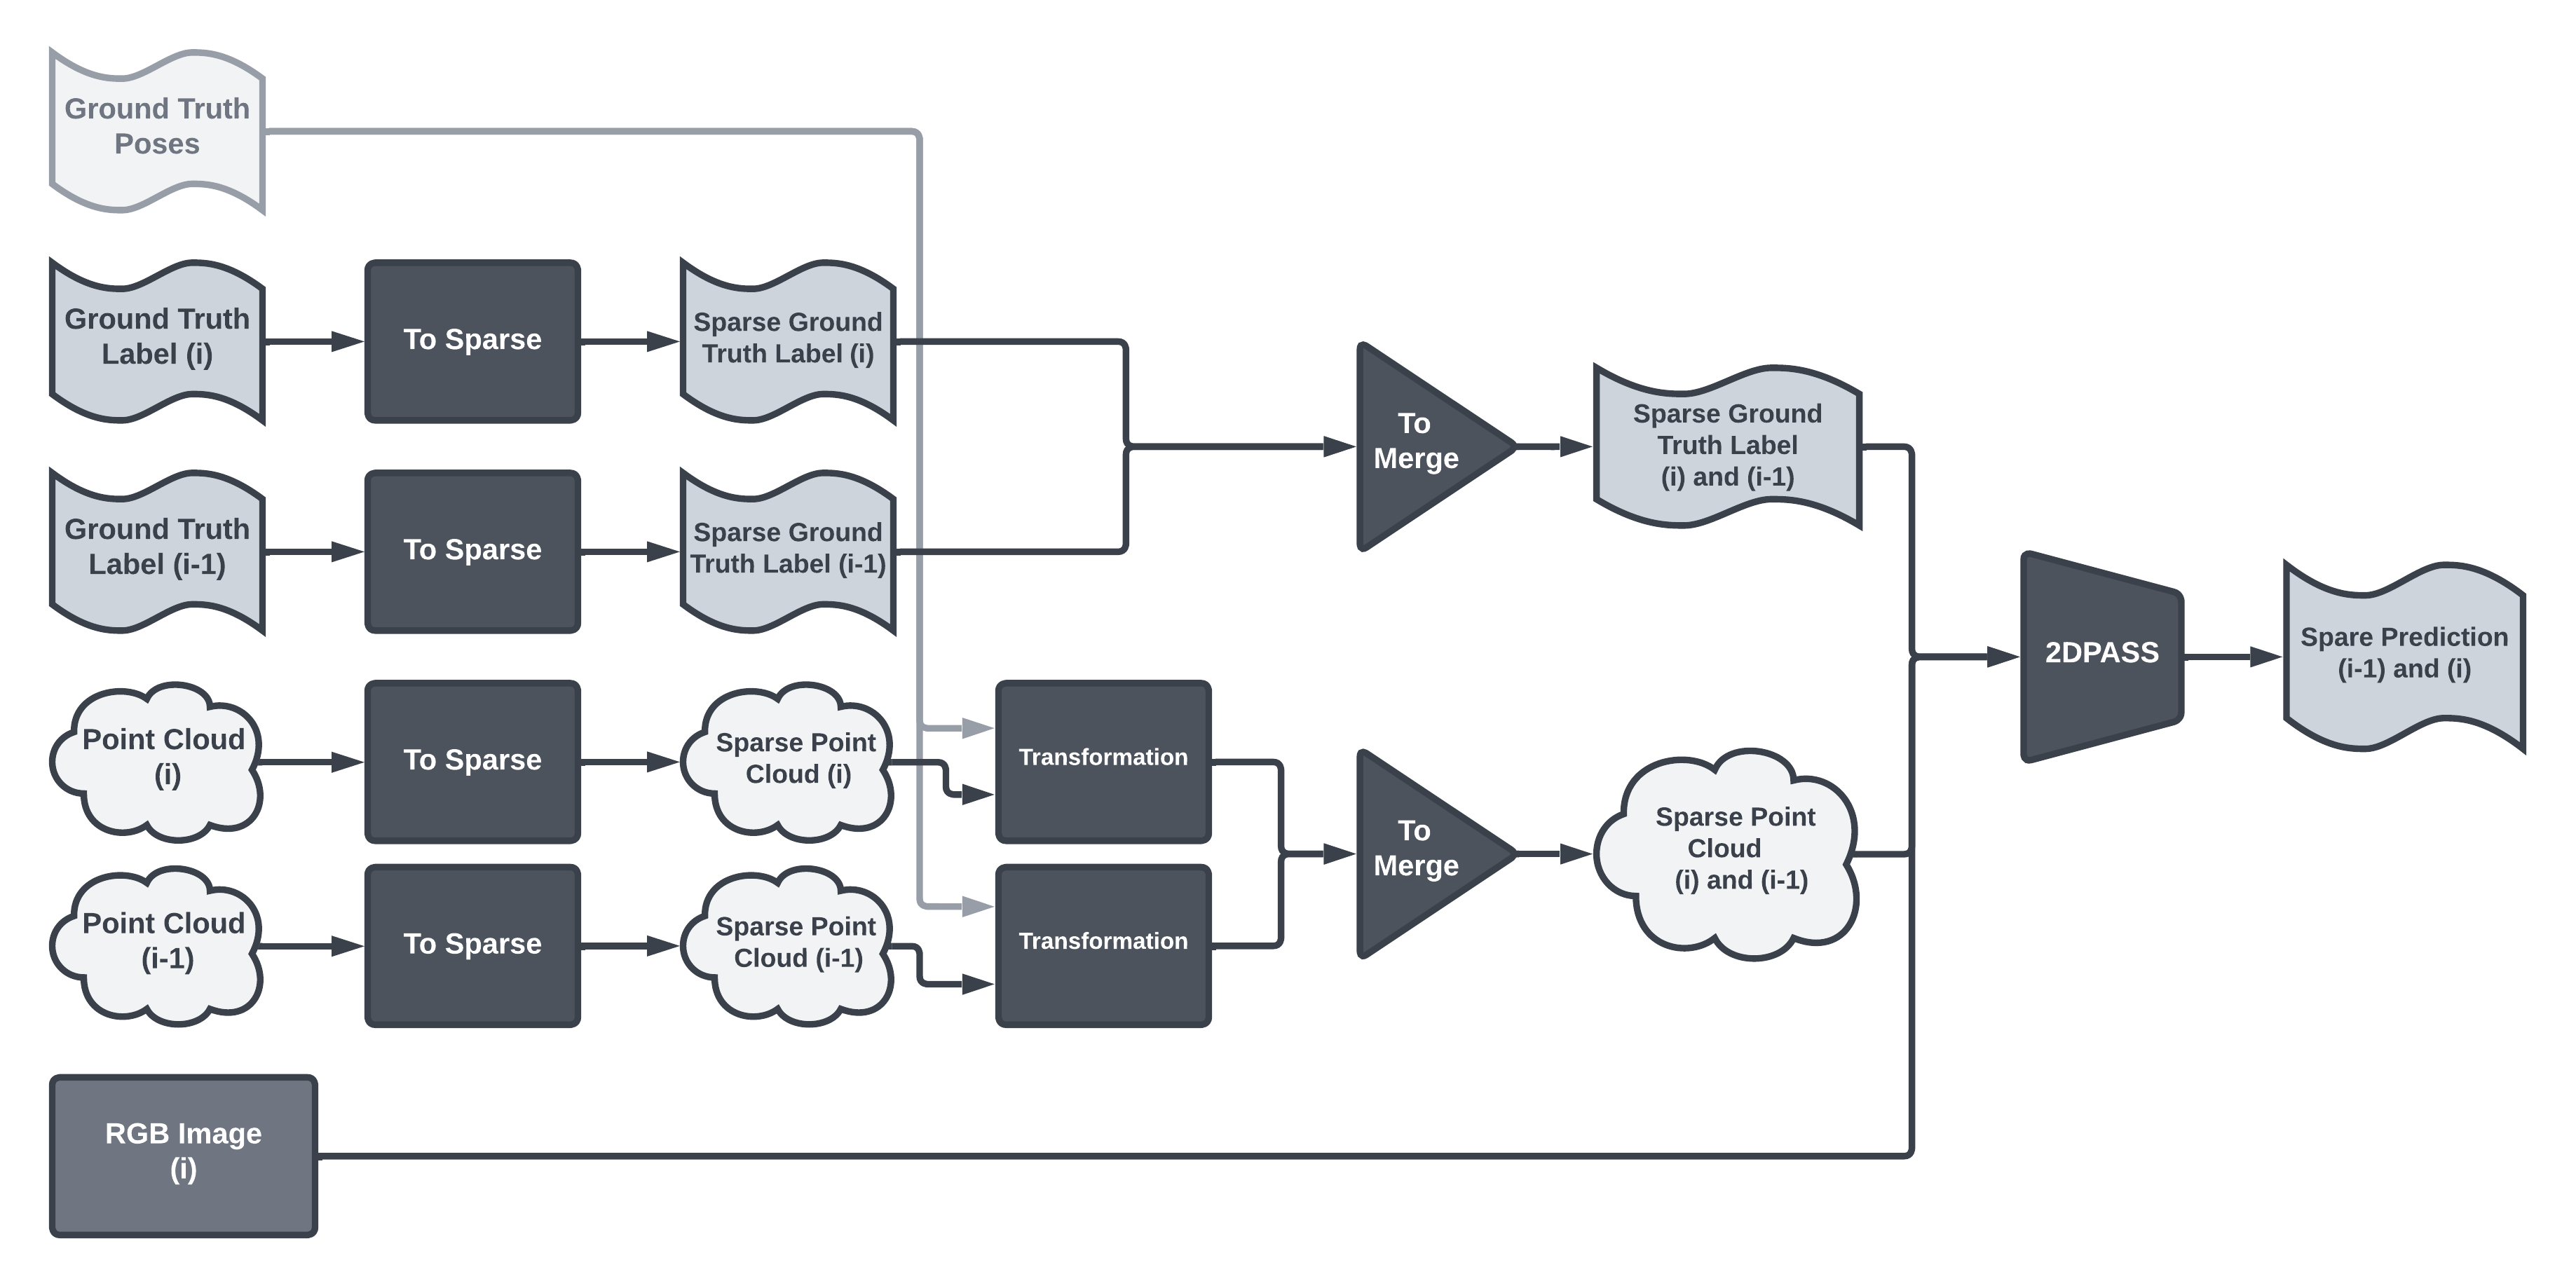 Ground Truth
Poses
Ground Truth
Label (i)
To Sparse
Sparse Ground
Truth Label (i)
Ground Truth
Label (i-1)
To Sparse
Sparse Ground
Truth Label (i-1)
To
Merge
Sparse Ground
Truth Label
(i) and (i-1)
Point Cloud
(i)
To Sparse
Sparse Point
Cloud (i)
Transformation
Point Cloud
(i-1)
To Sparse
Sparse Point
Cloud (i-1)
Transformation
To
Merge
Sparse Point
Cloud
(i) and (i-1)
RGB Image
(i)
2DPASS
Spare Prediction
(i-1) and (i)